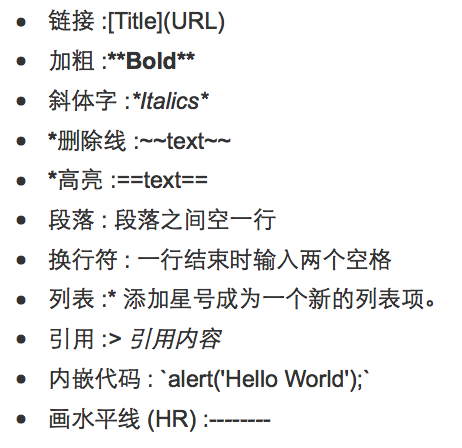 • 链接 :[Title](URL)
• 加粗 :**Bold**
• 斜体字 :*Italics*
• *删除线 :~~text~~
• *高亮 :==text==
• 段落 : 段落之间空一行
• 换行符 : 一行结束时输入两个空格
• 列表 :* 添加星号成为一个新的列表项。
• 引用 :> 引用内容
• 内嵌代码 : `alert('Hello World');`
• 画水平线 (HR) :--------